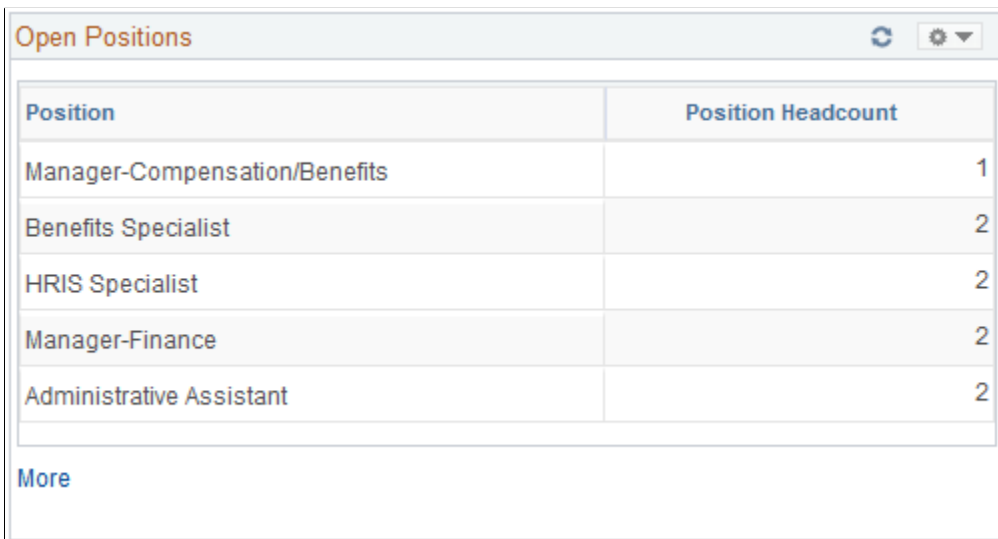 Open Positions
Position Position Headcount
Manager-Compensation/Benefits 1
Benefits Specialist 2
HRIS Specialist 2
Manager-Finance 2
Administrative Assistant 2
More